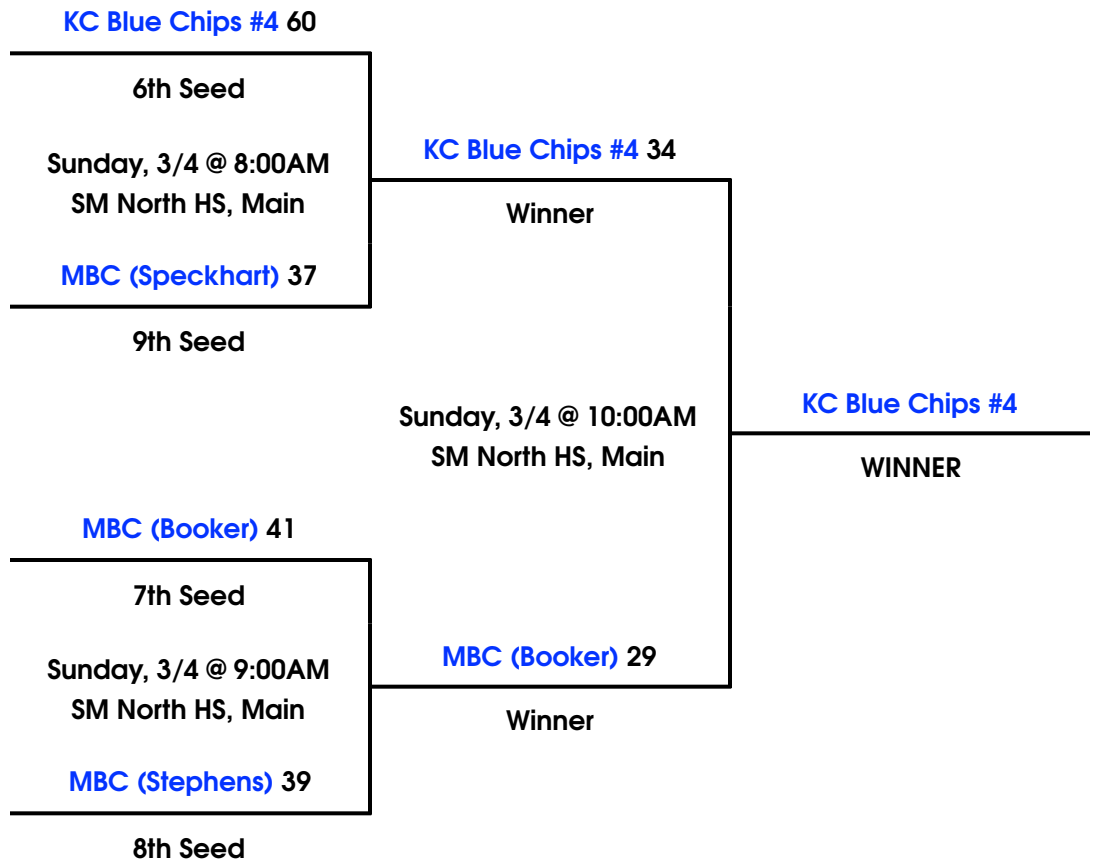 KC Blue Chips #4 60
6th Seed
Sunday, 3/4 @ 8:00AM
SM North HS, Main
MBC (Speckhart) 37
9th Seed
KC Blue Chips #4 34
Winner
Sunday, 3/4 @ 10:00AM
SM North HS, Main
KC Blue Chips #4
WINNER
MBC (Booker) 41
7th Seed
Sunday, 3/4 @ 9:00AM
SM North HS, Main
MBC (Stephens) 39
8th Seed
MBC (Booker) 29
Winner